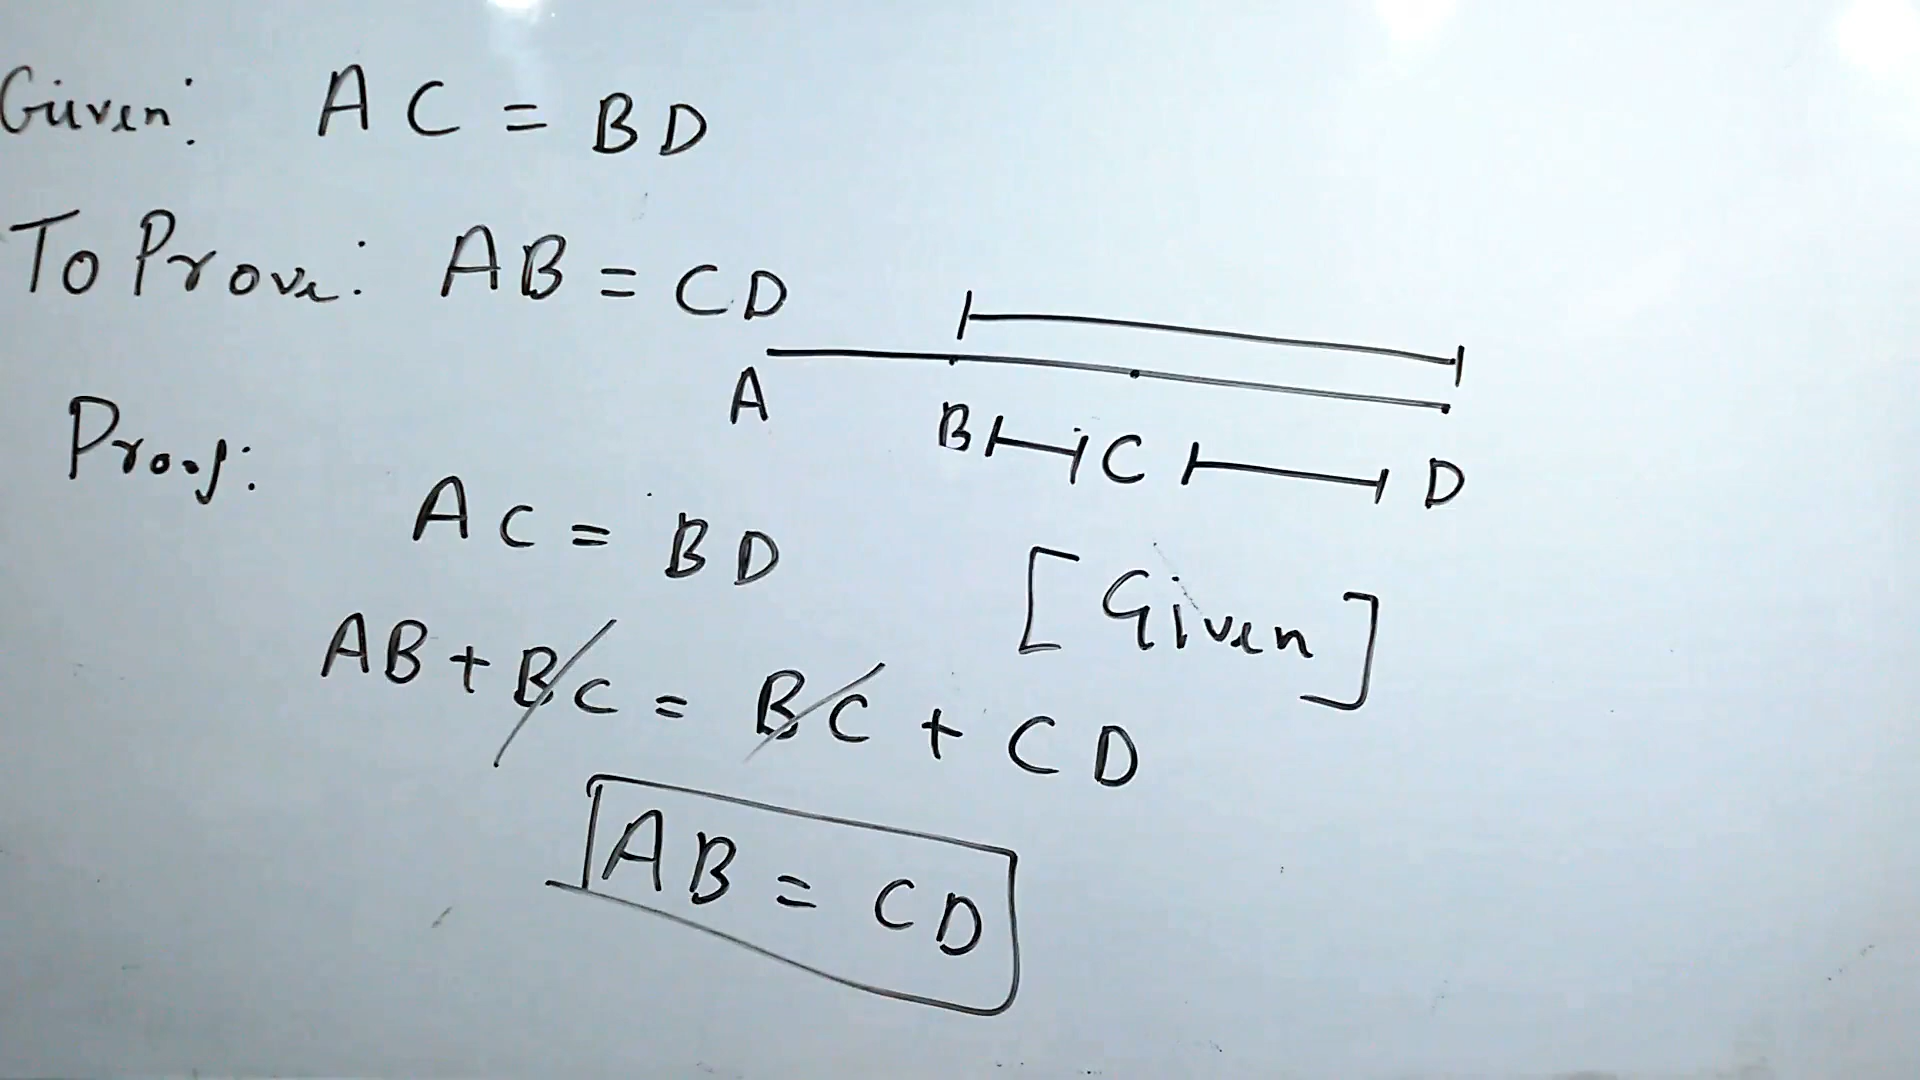 Given: AC = BD
To Prove: AB = CD
A B C D
Proof:
AC = BD [Given]
AB + BC = BC + CD
AB = CD